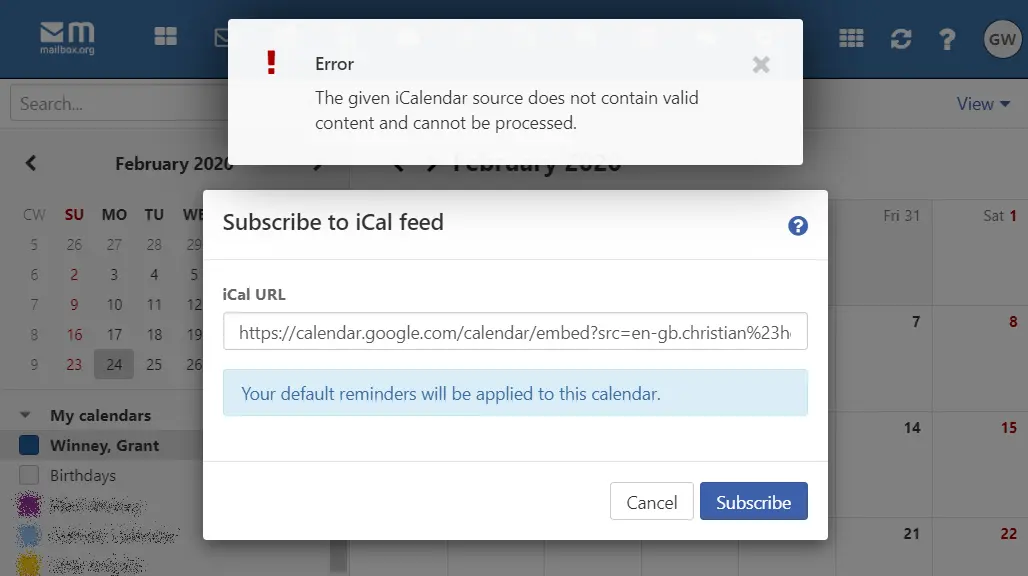 mailbox.org
GW
Error
The given iCalendar source does not contain valid
content and cannot be processed.
Search...
View
February 2020
February 2020
CW SU MO TU WE
5 26 27 28 29
6 2 3 4 5
7 9 10 11 12
8 16 17 18 19
9 23 24 25 26
Fri 31
Sat 1
7
8
14
15
21
22
Subscribe to iCal feed
iCal URL
https://calendar.google.com/calendar/embed?src=en-gb.christian%23h
Your default reminders will be applied to this calendar.
Cancel
Subscribe
My calendars
Winney, Grant
Birthdays